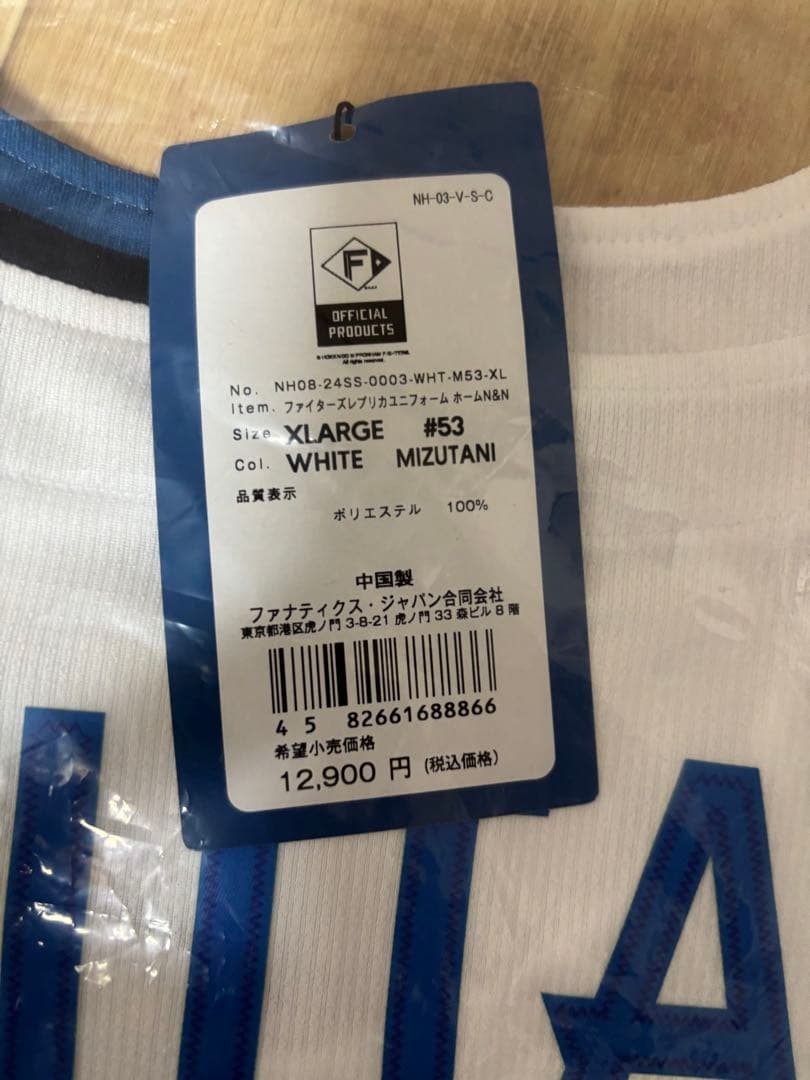 NH-03-V-S-C
F
OFFICIAL
PRODUCTS
All rights reserved.
No. NH08-24SS-0003-WHT-M53-XL
Item. ファイターズレプリカユニフォーム ホームN&N
Size XLARGE #53
Col. WHITE MIZUTANI
品質表示
ポリエステル 100%
中国製
ファナティクス・ジャパン合同会社
東京都港区虎ノ門 3-8-21 虎ノ門 33 森ビル 8 階
4582661688866
希望小売価格
12,900 円 (税込価格)